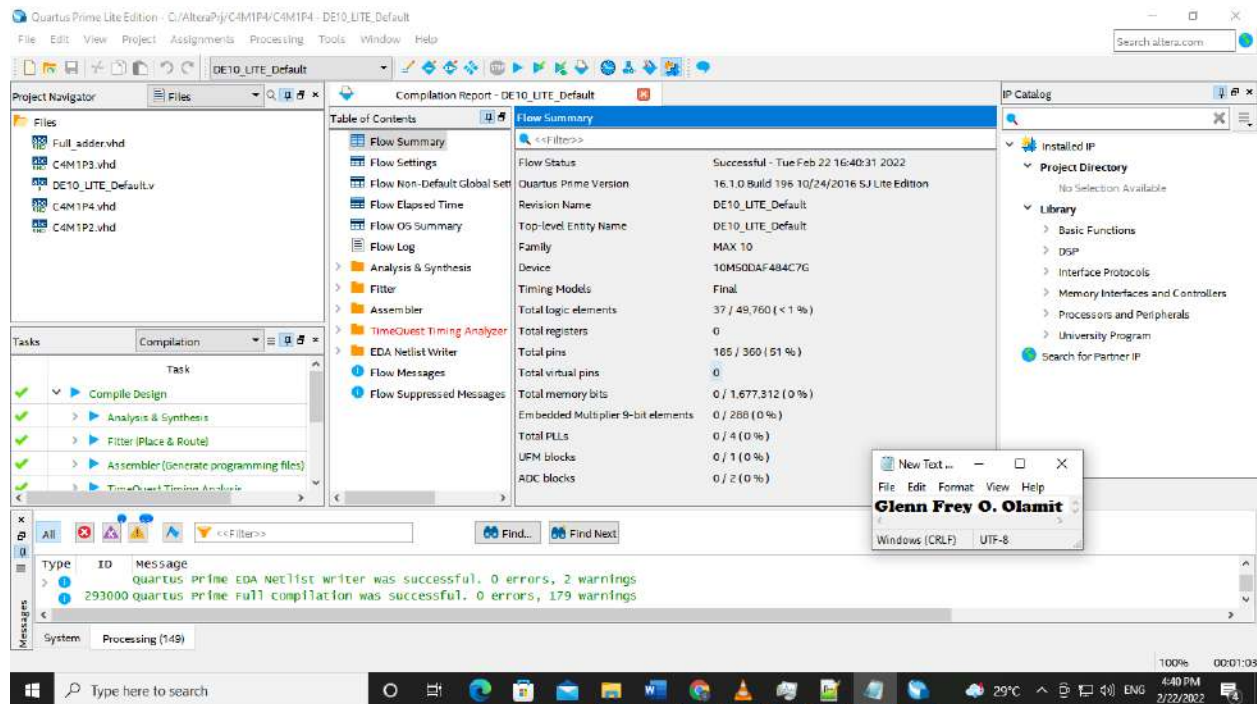 Quartus Prime Lite Edition - C:/AlteraPrj/C4M1P4/C4M1P4 - DE10_LITE_Default
File Edit View Project Assignments Processing Tools Window Help
Search altera.com
DE10_LITE_Default
Project Navigator
Files
Files
Full_adder.vhd
C4M1P3.vhd
DE10_LITE_Default.v
C4M1P4.vhd
C4M1P2.vhd
Tasks
Compilation
Task
Compile Design
Analysis & Synthesis
Fitter (Place & Route)
Assembler (Generate programming files)
TimeQuest Timing Analysis
Compilation Report - DE10_LITE_Default
Table of Contents
Flow Summary
Flow Settings
Flow Non-Default Global Sett
Flow Elapsed Time
Flow OS Summary
Flow Log
Analysis & Synthesis
Fitter
Assembler
TimeQuest Timing Analyzer
EDA Netlist Writer
Flow Messages
Flow Suppressed Messages
Flow Summary
<<Filter>>
Flow Status Successful - Tue Feb 22 16:40:31 2022
Quartus Prime Version 16.1.0 Build 196 10/24/2016 SJ Lite Edition
Revision Name DE10_LITE_Default
Top-level Entity Name DE10_LITE_Default
Family MAX 10
Device 10M50DAF484C7G
Timing Models Final
Total logic elements 37 / 49,760 ( < 1 % )
Total registers 0
Total pins 185 / 360 ( 51 % )
Total virtual pins 0
Total memory bits 0 / 1,677,312 ( 0 % )
Embedded Multiplier 9-bit elements 0 / 288 ( 0 % )
Total PLLs 0 / 4 ( 0 % )
UFM blocks 0 / 1 ( 0 % )
ADC blocks 0 / 2 ( 0 % )
IP Catalog
Installed IP
Project Directory
No Selection Available
Library
Basic Functions
DSP
Interface Protocols
Memory Interfaces and Controllers
Processors and Peripherals
University Program
Search for Partner IP
New Text ...
File Edit Format View Help
Glenn Frey O. Olamit
Windows (CRLF) UTF-8
All
<<Filter>>
Find... Find Next
Type ID Message
Quartus Prime EDA Netlist Writer was successful. 0 errors, 2 warnings
293000 Quartus Prime Full Compilation was successful. 0 errors, 179 warnings
Messages
System Processing (149)
100% 00:01:03
Type here to search
29°C ENG 4:40 PM
2/22/2022
4